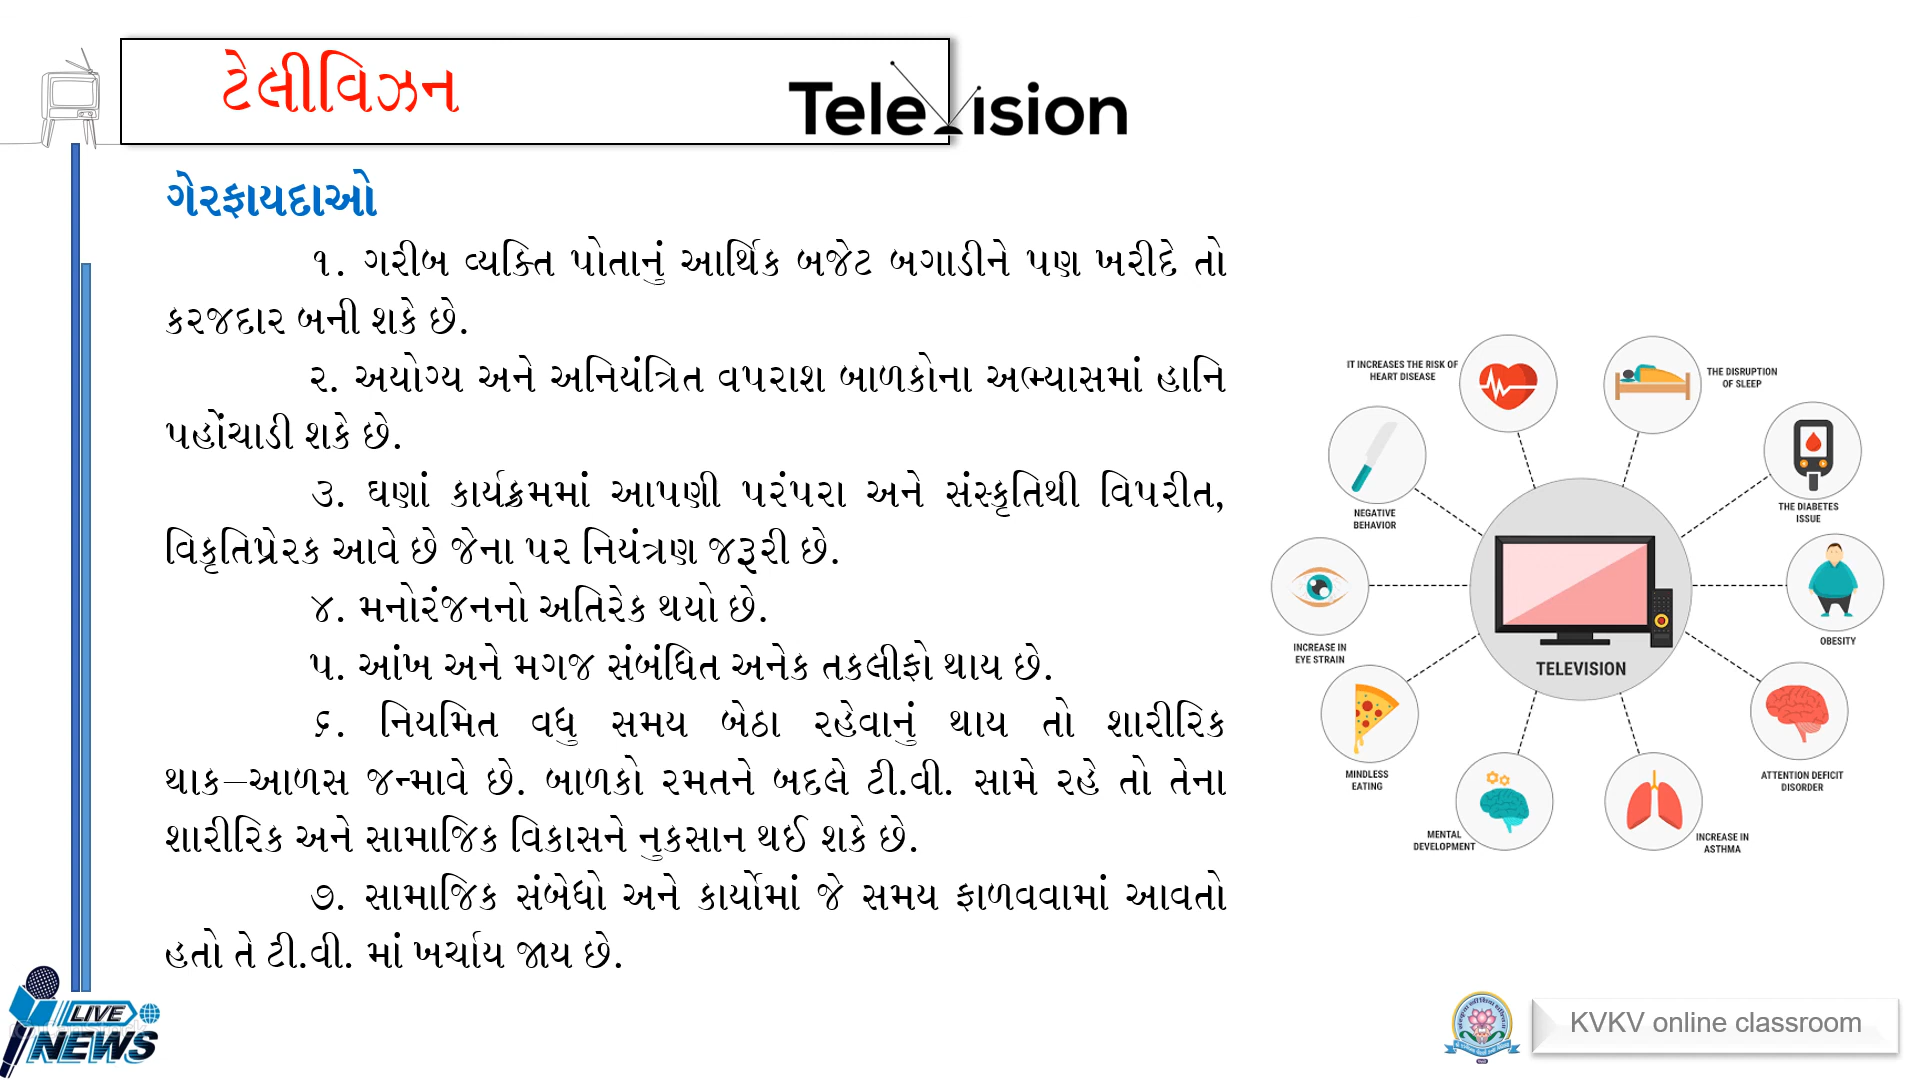 ટેલીવિઝન
Television
ગેરફાયદાઓ
૧. ગરીબ વ્યક્તિ પોતાનું આર્થિક બજેટ બગાડીને પણ ખરીદે તો
કરજદાર બની શકે છે.
ર. અયોગ્ય અને અનિયંત્રિત વપરાશ બાળકોના અભ્યાસમાં હાનિ
પહોંચાડી શકે છે.
૩. ઘણાં કાર્યક્રમમાં આપણી પરંપરા અને સંસ્કૃતિથી વિપરીત,
વિકૃતિપ્રેરક આવે છે જેના પર નિયંત્રણ જરૂરી છે.
૪. મનોરંજનનો અતિરેક થયો છે.
૫. આંખ અને મગજ સંબંધિત અનેક તકલીફો થાય છે.
૬. નિયમિત વધુ સમય બેઠા રહેવાનું થાય તો શારીરિક
થાક–આળસ જન્માવે છે. બાળકો રમતને બદલે ટી.વી. સામે રહે તો તેના
શારીરિક અને સામાજિક વિકાસને નુકસાન થઈ શકે છે.
૭. સામાજિક સંબેધો અને કાર્યોમાં જે સમય ફાળવવામાં આવતો
હતો તે ટી.વી. માં ખર્ચાય જાય છે.
IT INCREASES THE RISK OF
HEART DISEASE
THE DISRUPTION
OF SLEEP
NEGATIVE
BEHAVIOR
THE DIABETES
ISSUE
INCREASE IN
EYE STRAIN
OBESITY
TELEVISION
MINDLESS
EATING
ATTENTION DEFICIT
DISORDER
MENTAL
DEVELOPMENT
INCREASE IN
ASTHMA
LIVE
NEWS
KVKV online classroom